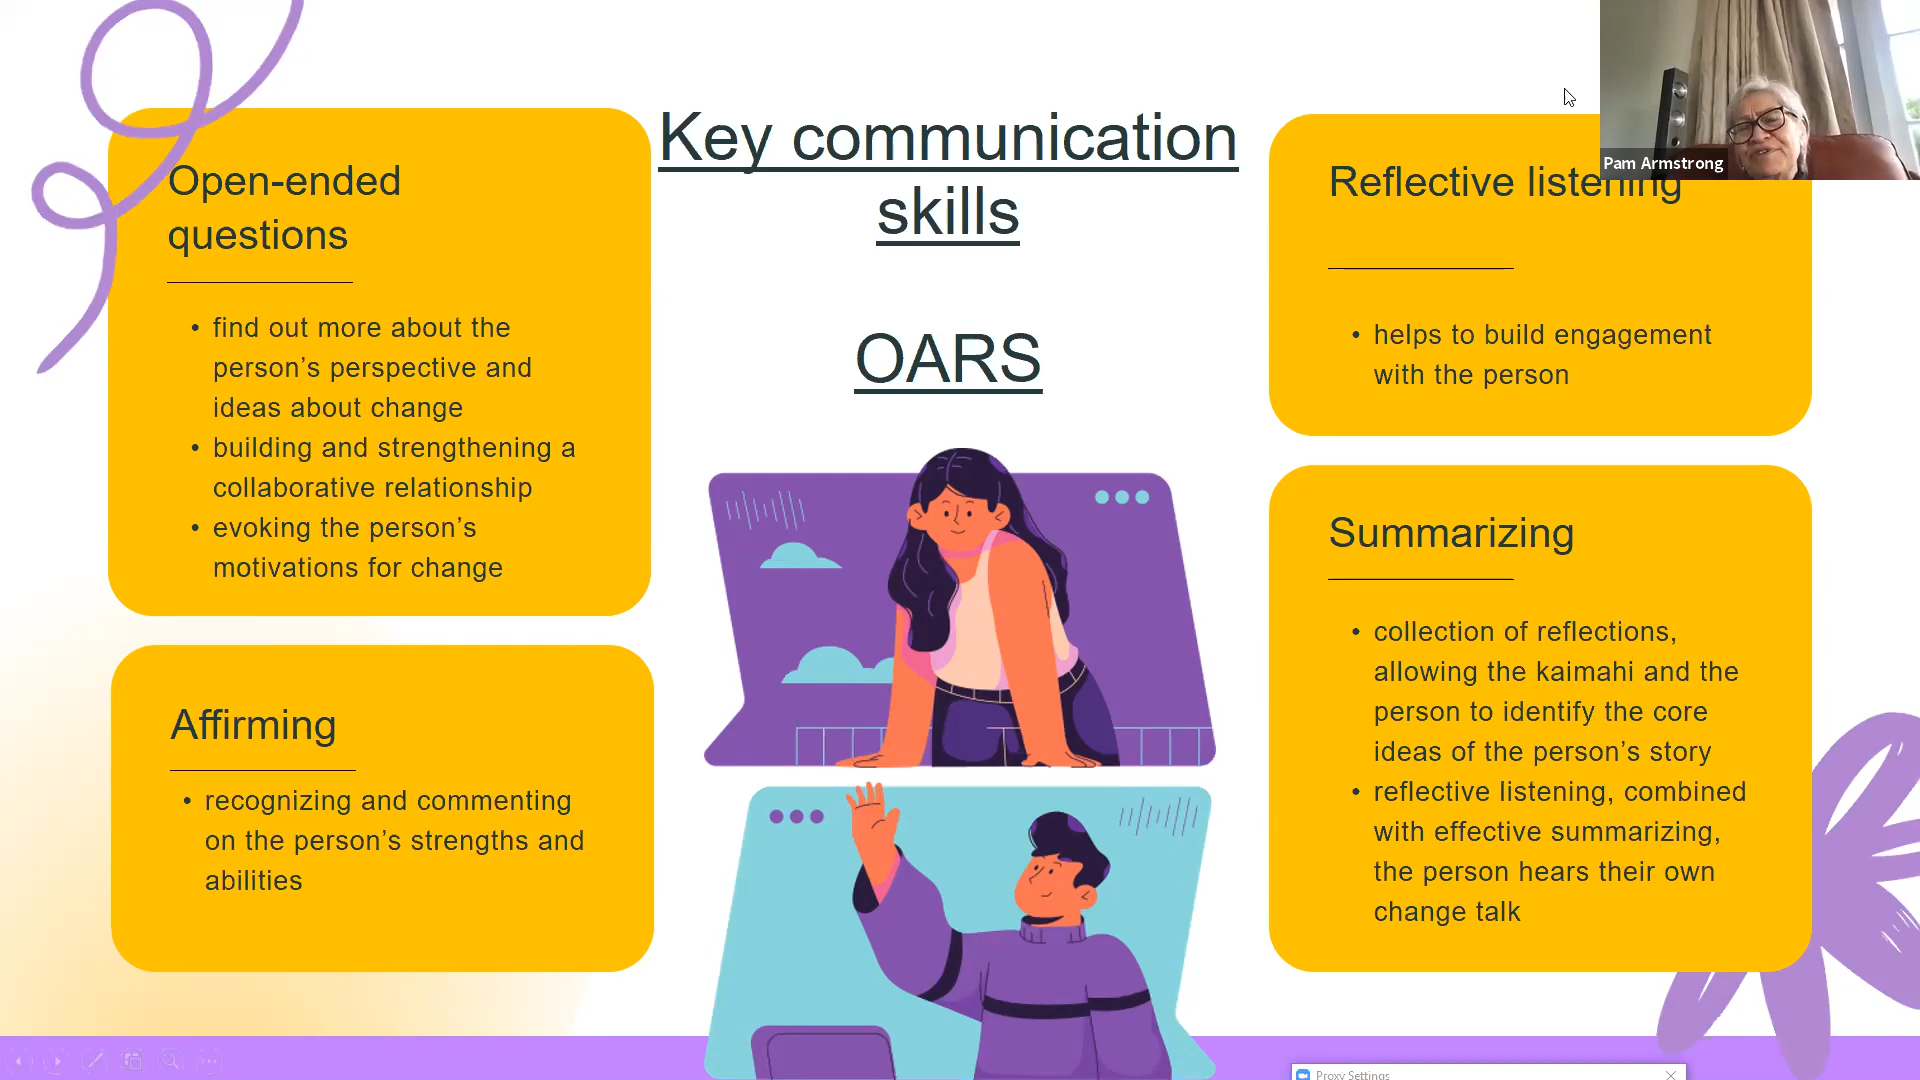 Key communication
skills
OARS
Open-ended
questions
• find out more about the
person’s perspective and
ideas about change
• building and strengthening a
collaborative relationship
• evoking the person’s
motivations for change
Affirming
• recognizing and commenting
on the person’s strengths and
abilities
Reflective listening
• helps to build engagement
with the person
Summarizing
• collection of reflections,
allowing the kaimahi and the
person to identify the core
ideas of the person’s story
• reflective listening, combined
with effective summarizing,
the person hears their own
change talk
Pam Armstrong
Proxy Settings